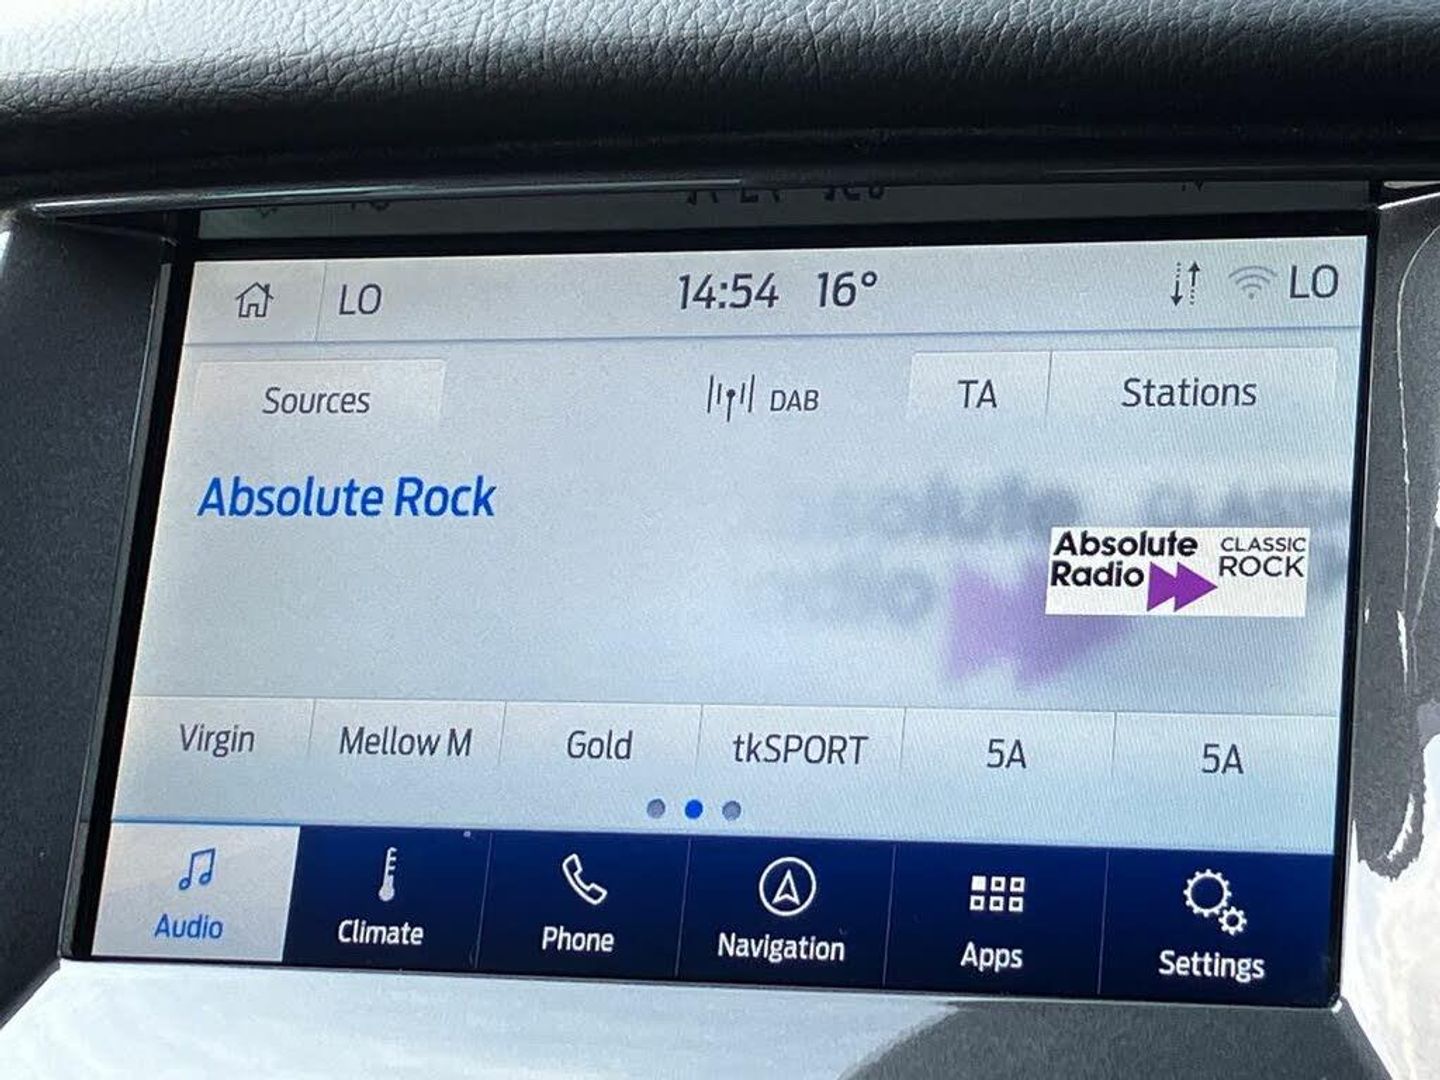 LO 14:54 16° LO
Sources DAB TA Stations
Absolute Rock
Absolute CLASSIC
Radio ROCK
Virgin Mellow M Gold tkSPORT 5A 5A
Audio Climate Phone Navigation Apps Settings